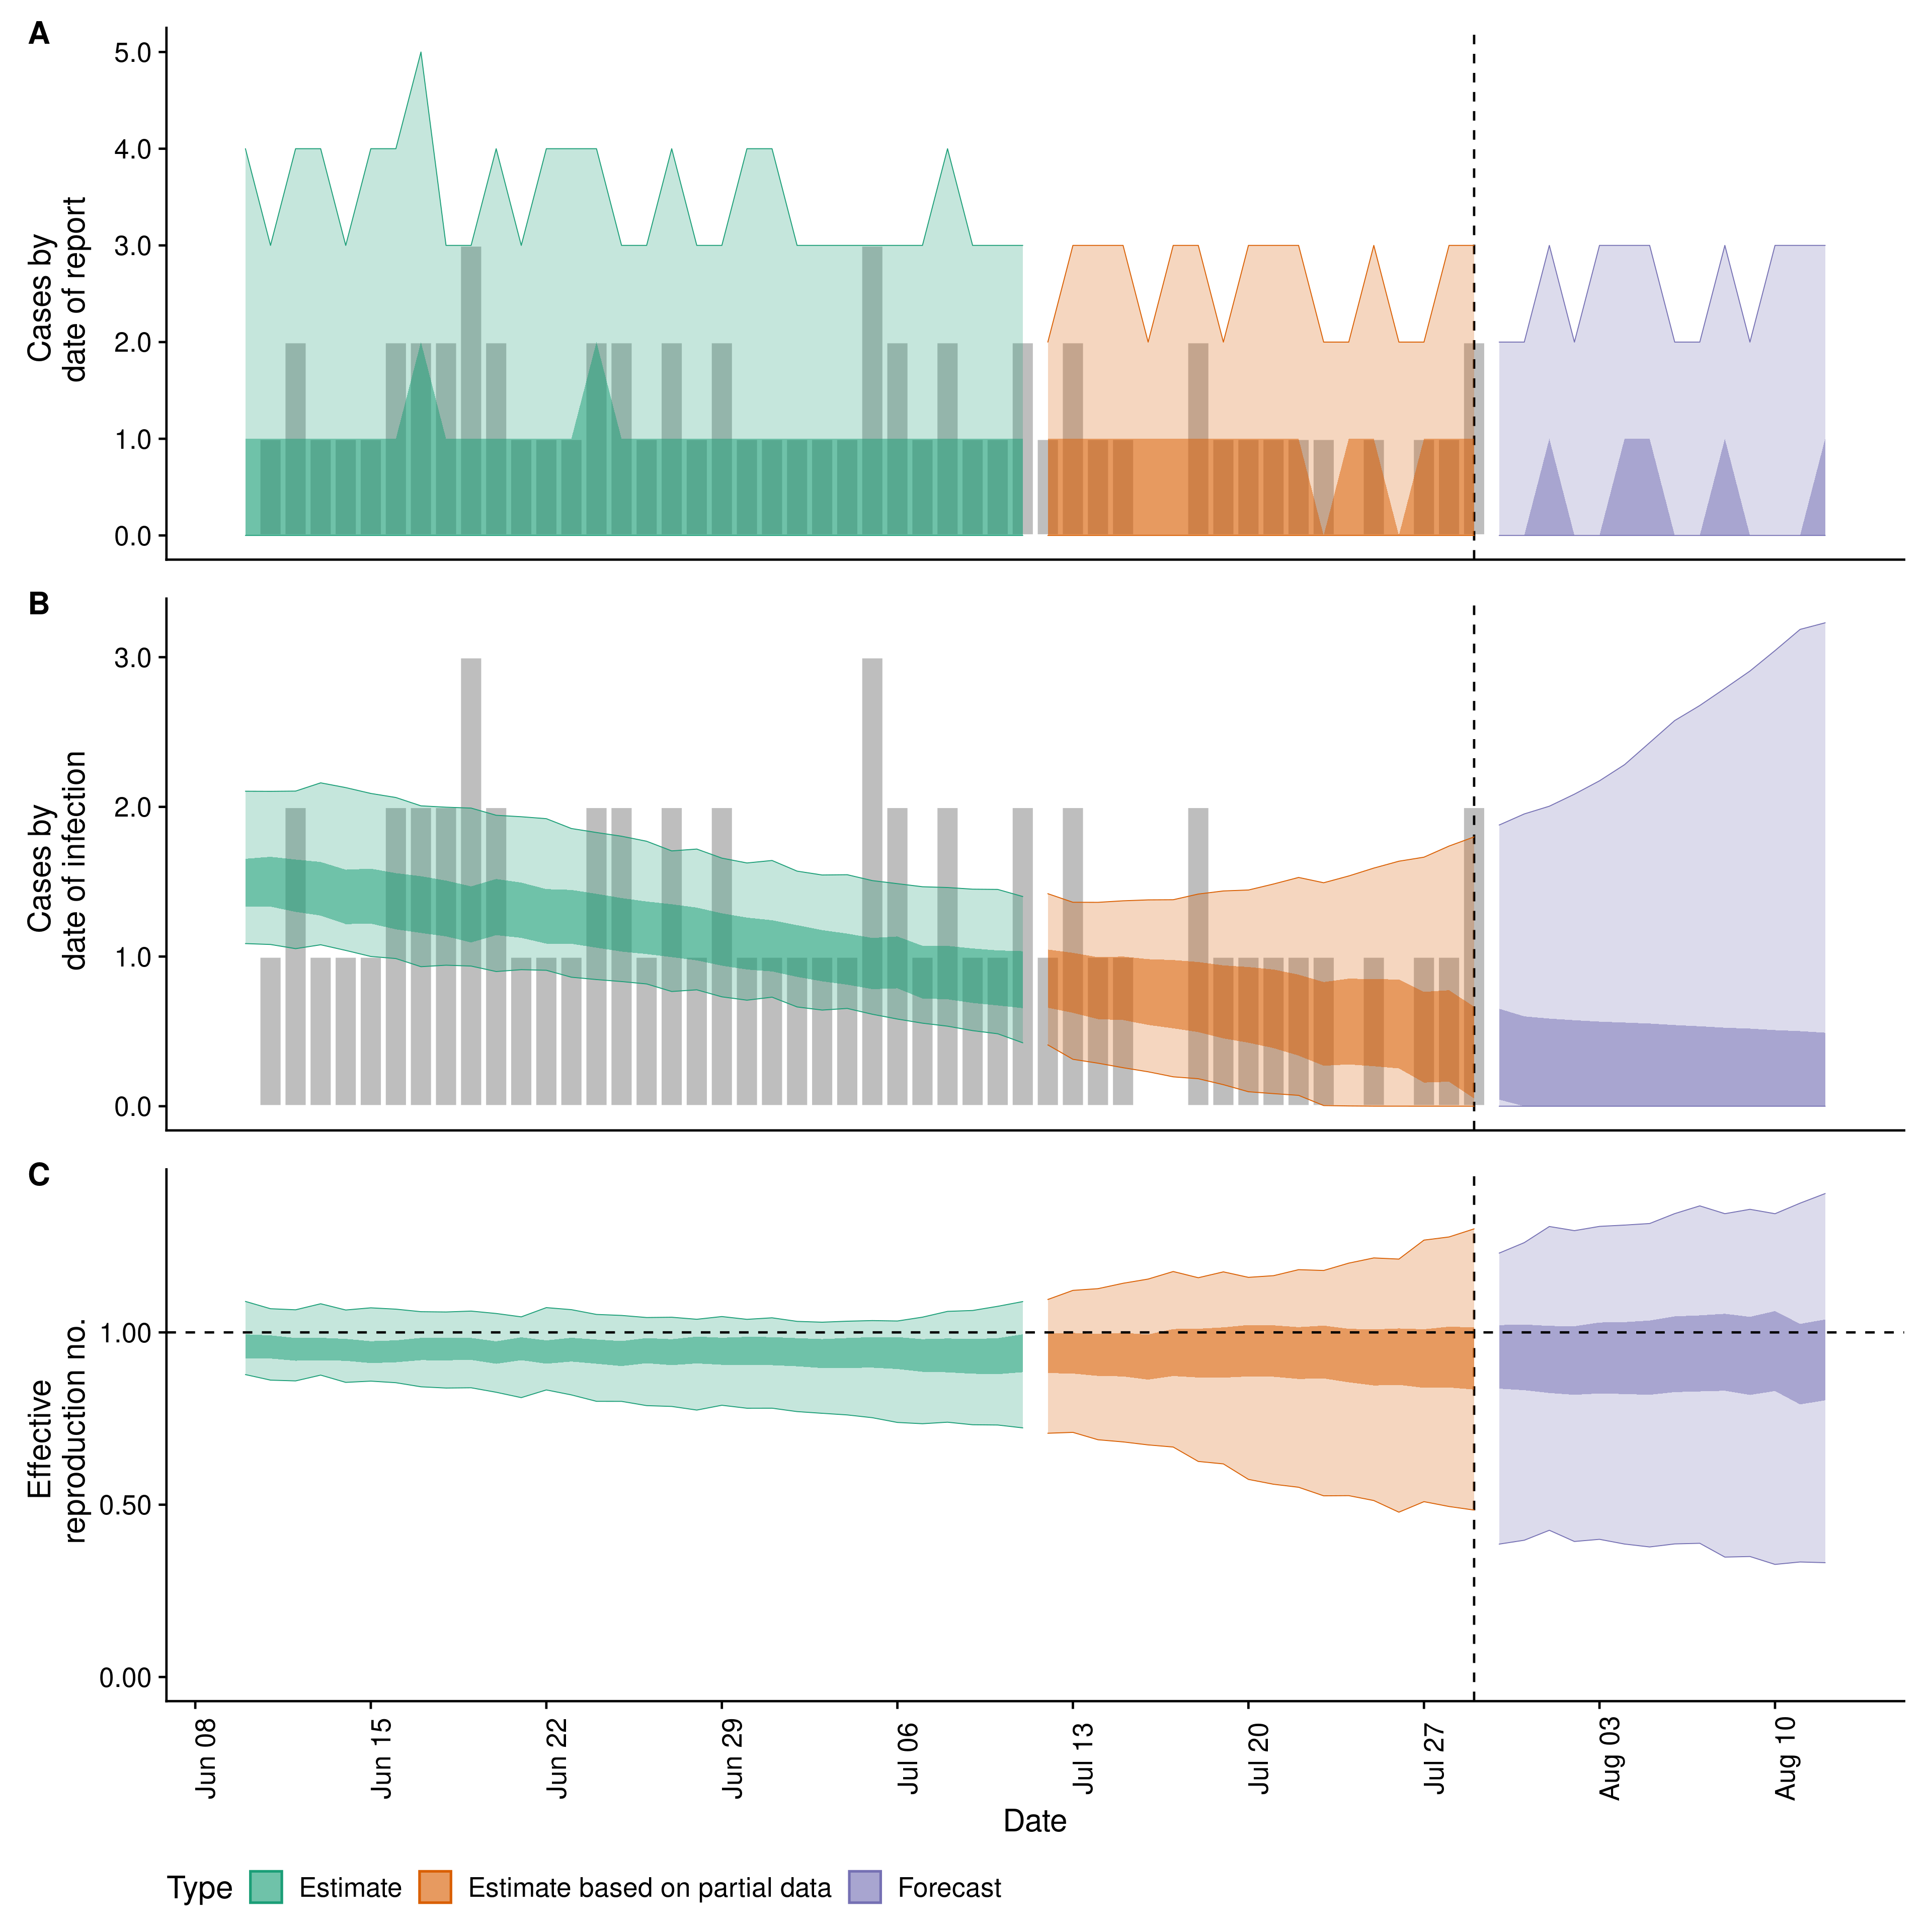 A
5.0
4.0
3.0
2.0
1.0
0.0
Cases by
date of report
B
3.0
2.0
1.0
0.0
Cases by
date of infection
C
1.00
0.50
0.00
Effective
reproduction no.
Jun 08
Jun 15
Jun 22
Jun 29
Jul 06
Jul 13
Jul 20
Jul 27
Aug 03
Aug 10
Date
Type Estimate Estimate based on partial data Forecast